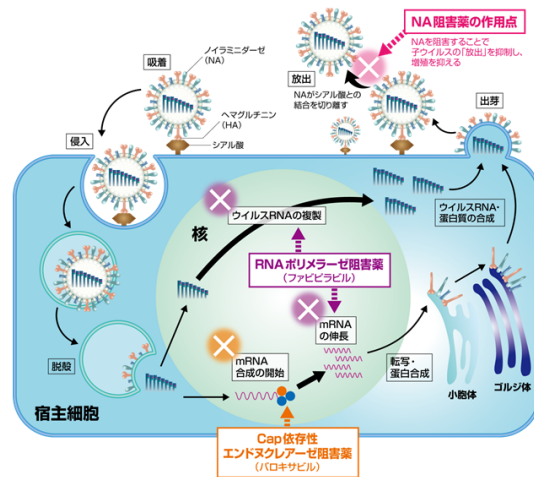 NA阻害薬の作用点
NAを阻害することで
子ウイルスの「放出」を抑制し、
増殖を抑える
吸着
ノイラミニダーゼ
(NA)
放出
NAがシアル酸との
結合を切り離す
出芽
ヘマグルチニン
(HA)
侵入
シアル酸
核
ウイルスRNAの複製
ウイルスRNA・
蛋白質の合成
RNAポリメラーゼ阻害薬
(ファビピラビル)
mRNA
の伸長
mRNA
合成の開始
脱殻
転写・
蛋白合成
小胞体
ゴルジ体
宿主細胞
Cap依存性
エンドヌクレアーゼ阻害薬
(バロキサビル)